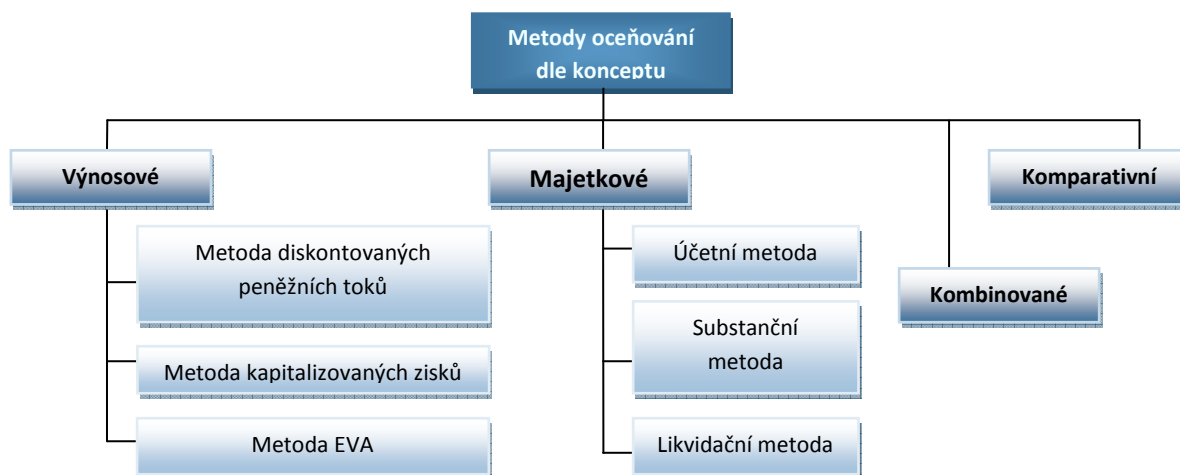 Metody oceňování
dle konceptu
Výnosové
Majetkové
Komparativní
Metoda diskontovaných
peněžních toků
Účetní metoda
Kombinované
Substanční
metoda
Metoda kapitalizovaných zisků
Metoda EVA
Likvidační metoda